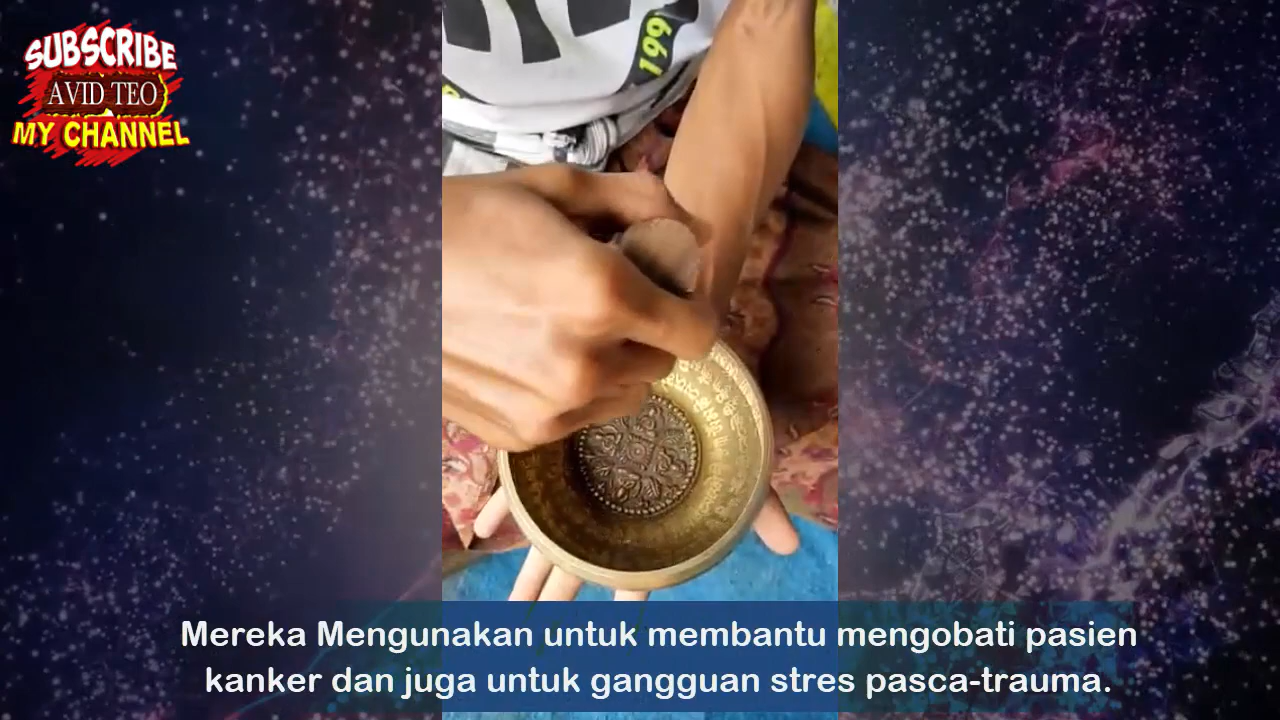 SUBSCRIBE
AVID TEO
MY CHANNEL
199
Mereka Mengunakan untuk membantu mengobati pasien
kanker dan juga untuk gangguan stres pasca-trauma.